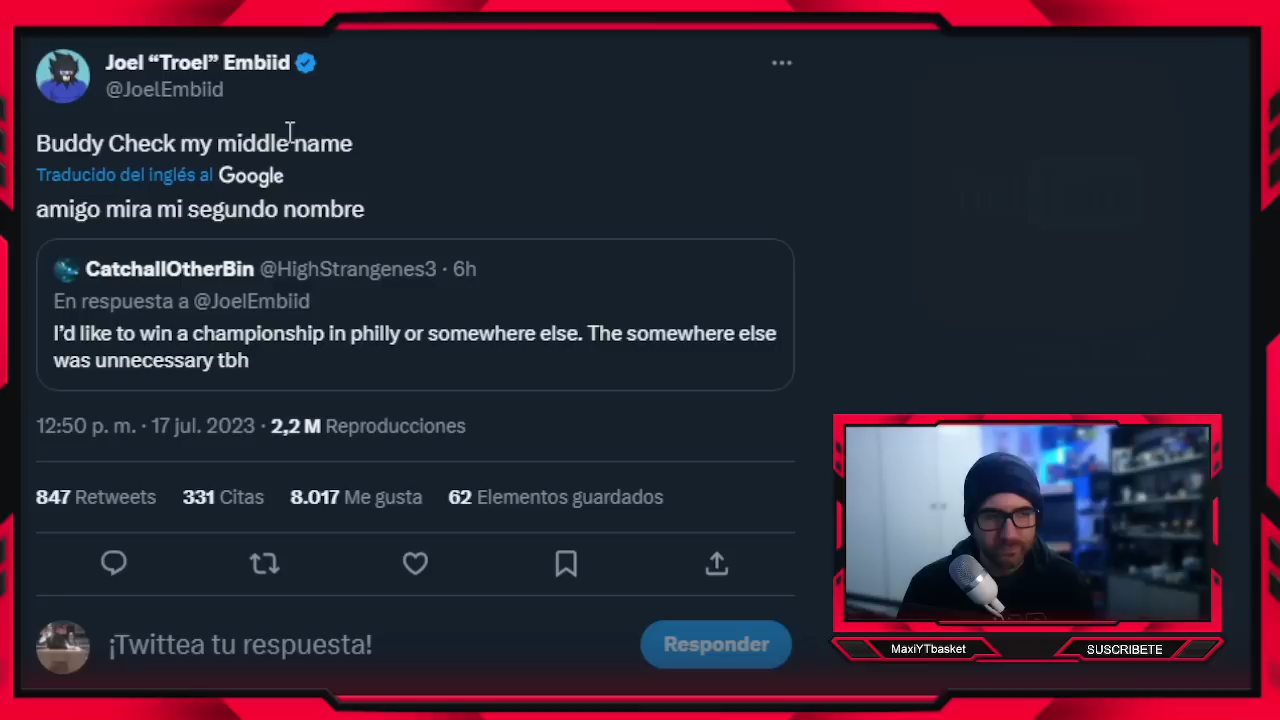 Joel “Troel” Embiid
@JoelEmbiid
Buddy Check my middle name
Traducido del inglés al Google
amigo mira mi segundo nombre
CatchallOtherBin @HighStrangenes3 · 6h
En respuesta a @JoelEmbiid
I’d like to win a championship in philly or somewhere else. The somewhere else
was unnecessary tbh
12:50 p. m. · 17 jul. 2023 · 2,2 M Reproducciones
847 Retweets 331 Citas 8.017 Me gusta 62 Elementos guardados
¡Twittea tu respuesta!
Responder
MaxiYTbasket
SUSCRIBETE